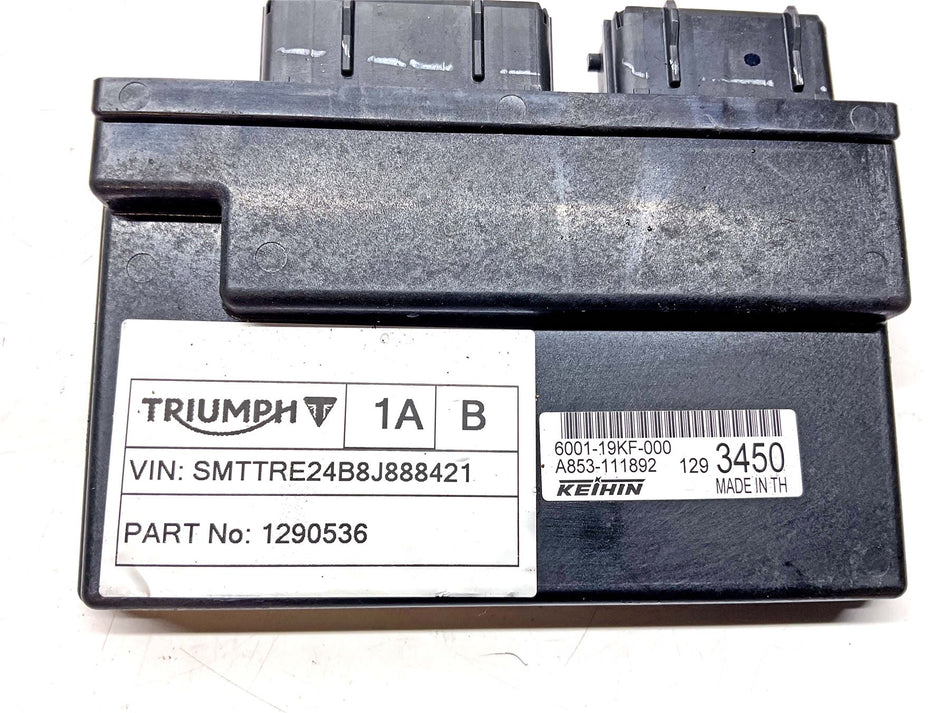 TRIUMPH 1A B
VIN: SMTTRE24B8J888421
PART No: 1290536
6001-19KF-000
A853-111892 129 3450
KEIHIN MADE IN TH